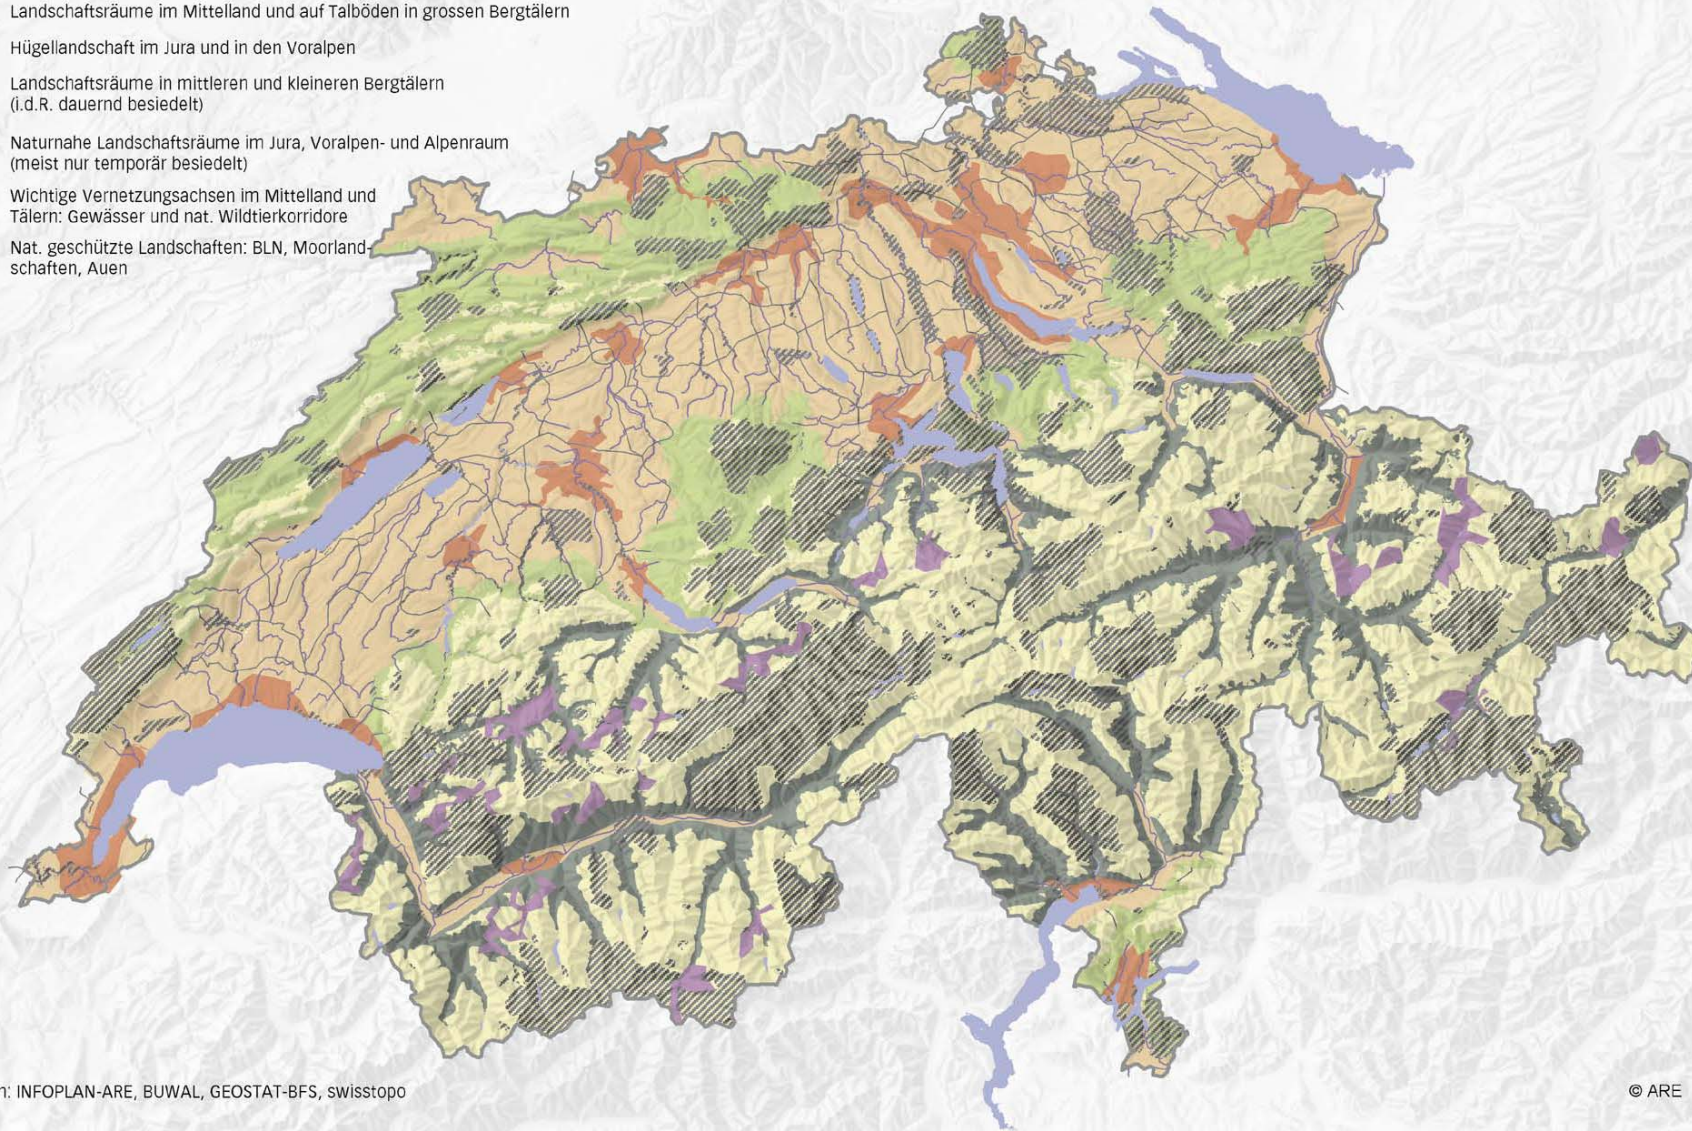 Landschaftsräume im Mittelland und auf Talböden in grossen Bergtälern
Hügellandschaft im Jura und in den Voralpen
Landschaftsräume in mittleren und kleineren Bergtälern
(i.d.R. dauernd besiedelt)
Naturnahe Landschaftsräume im Jura, Voralpen- und Alpenraum
(meist nur temporär besiedelt)
Wichtige Vernetzungsachsen im Mittelland und
Tälern: Gewässer und nat. Wildtierkorridore
Nat. geschützte Landschaften: BLN, Moorland-
schaften, Auen
n: INFOPLAN-ARE, BUWAL, GEOSTAT-BFS, swisstopo
© ARE